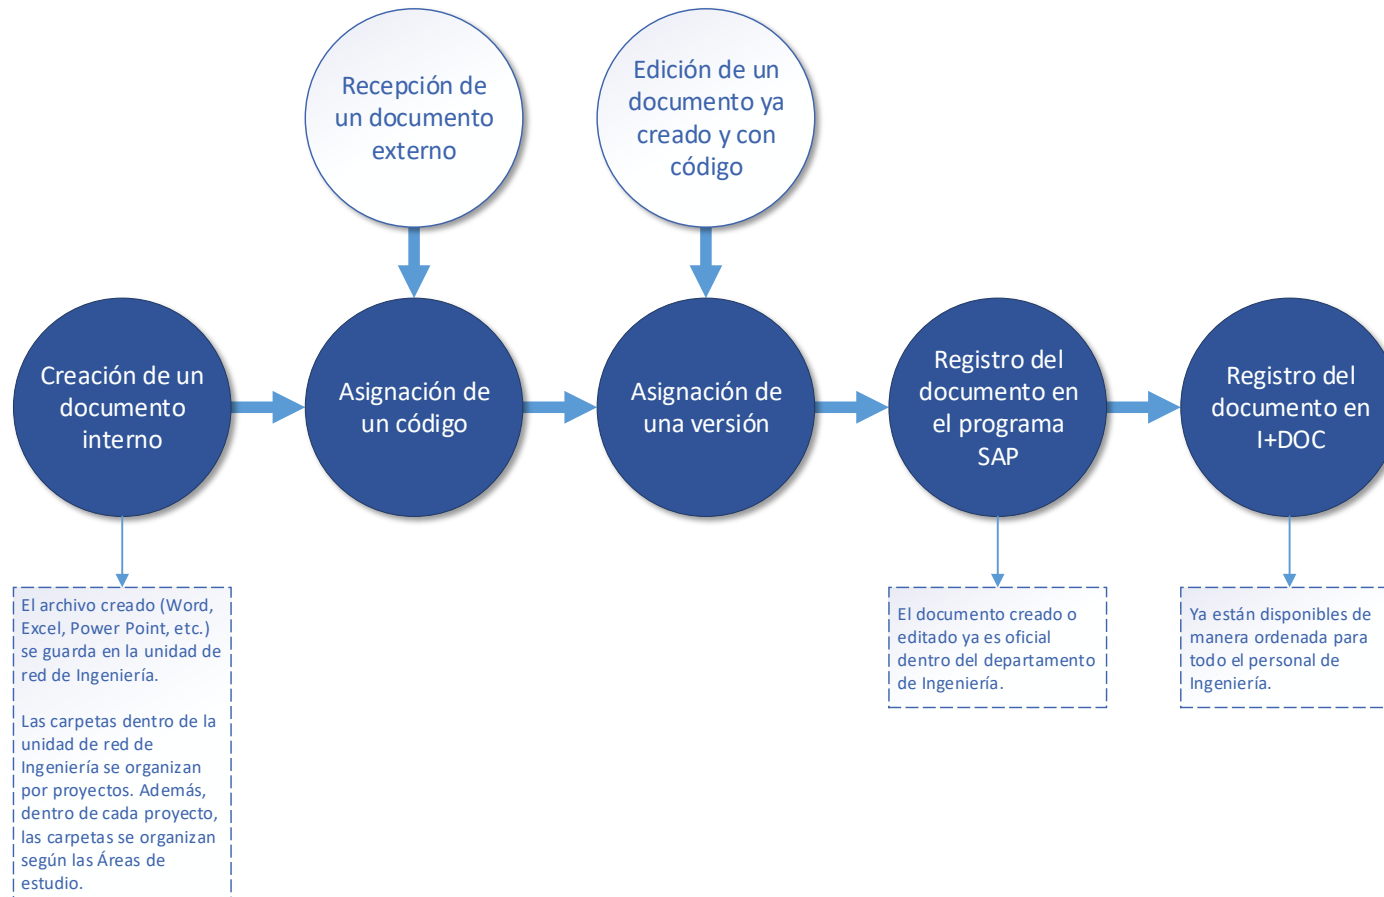 Recepción de
un documento
externo
Edición de un
documento ya
creado y con
código
Creación de un
documento
interno
Asignación de
un código
Asignación de
una versión
Registro del
documento en
el programa
SAP
Registro del
documento en
I+DOC
El archivo creado (Word,
Excel, Power Point, etc.)
se guarda en la unidad de
red de Ingeniería.
Las carpetas dentro de la
unidad de red de
Ingeniería se organizan
por proyectos. Además,
dentro de cada proyecto,
las carpetas se organizan
según las Áreas de
estudio.
El documento creado o
editado ya es oficial
dentro del departamento
de Ingeniería.
Ya están disponibles de
manera ordenada para
todo el personal de
Ingeniería.